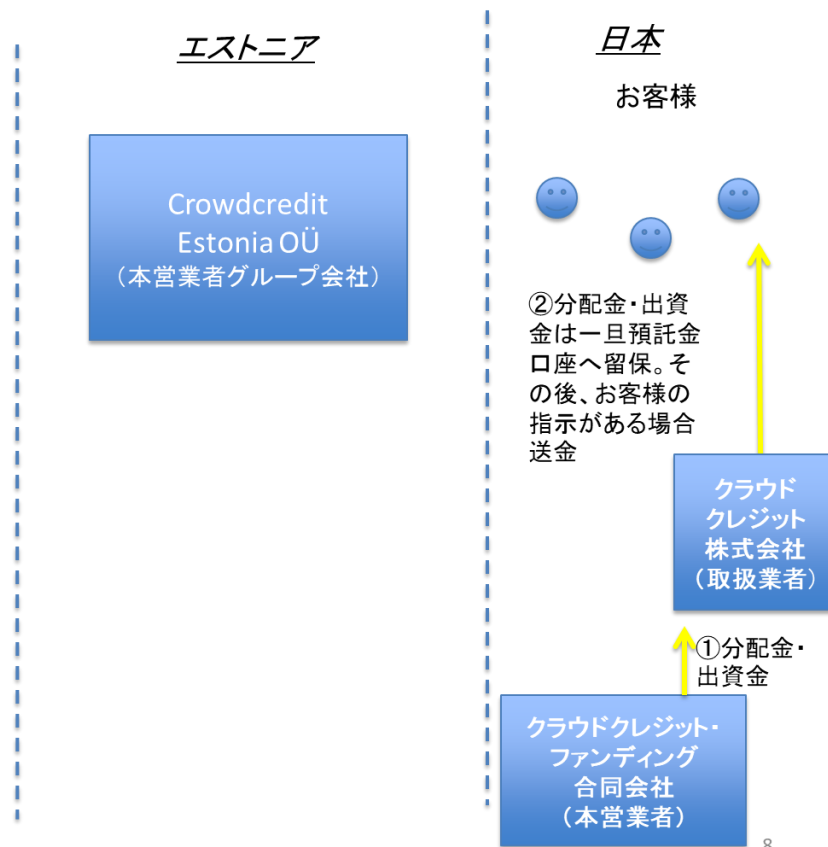 エストニア
日本
お客様
Crowdcredit
Estonia OÜ
（本営業者グループ会社）
②分配金・出資
金は一旦預託金
口座へ留保。そ
の後、お客様の
指示がある場合
送金
クラウド
クレジット
株式会社
（取扱業者）
①分配金・
出資金
クラウドクレジット・
ファンディング
合同会社
（本営業者）
8